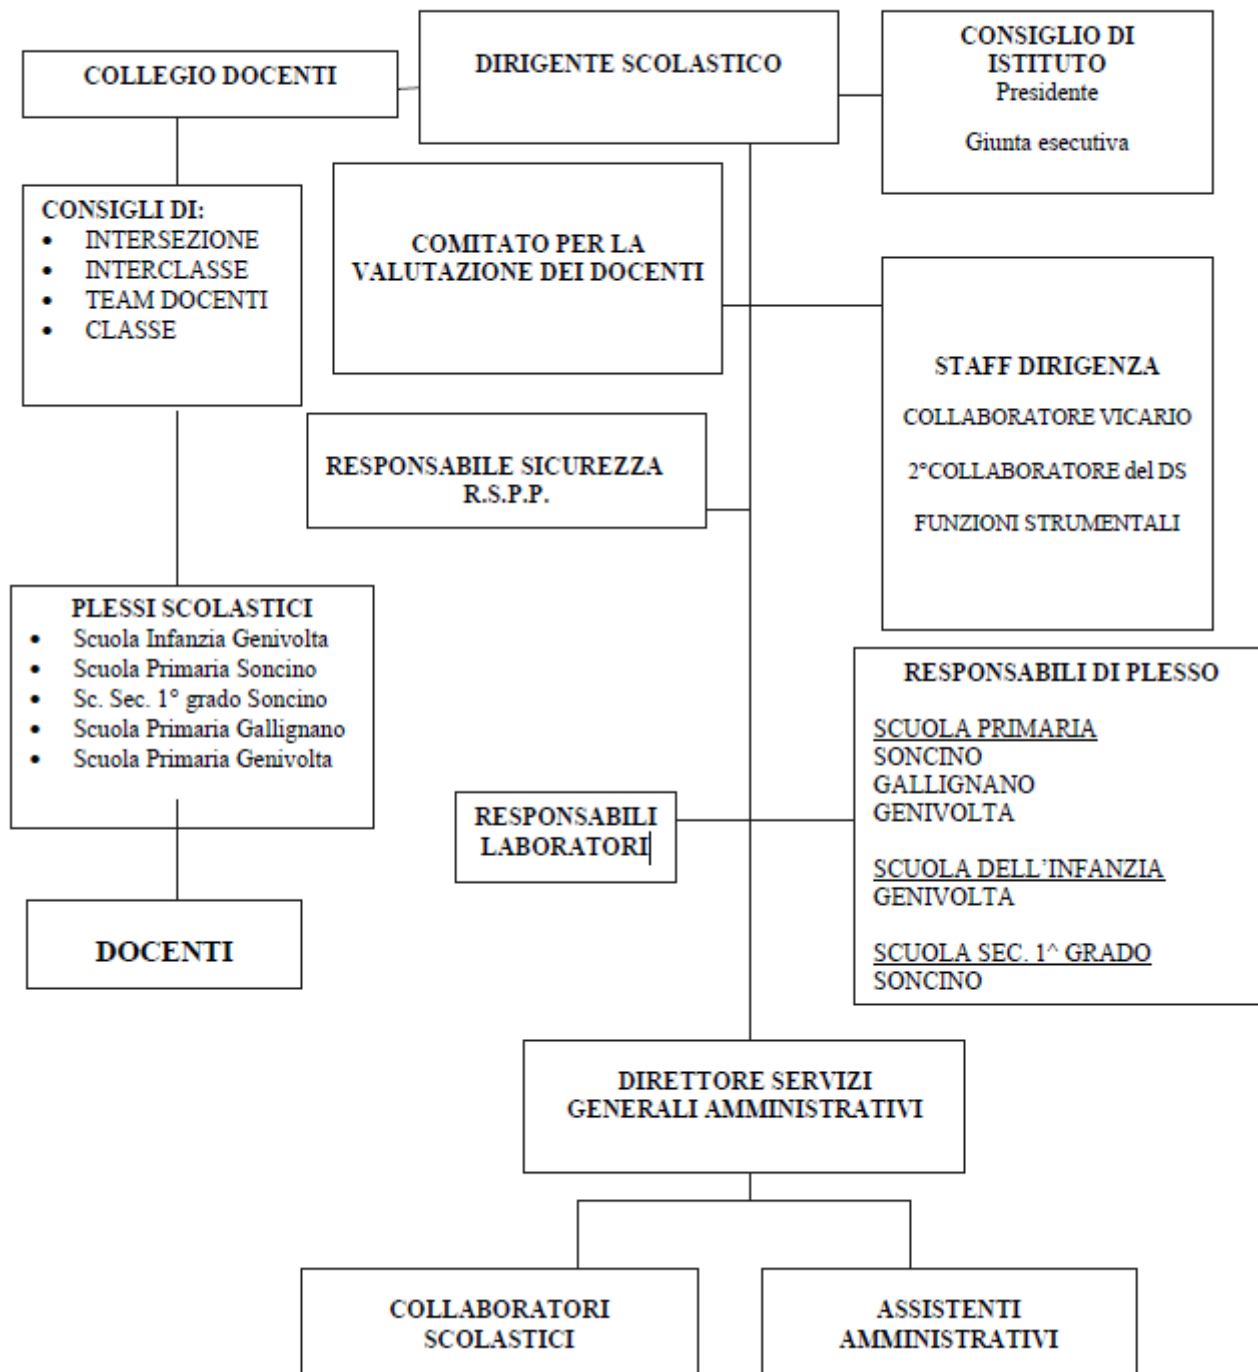 COLLEGIO DOCENTI
DIRIGENTE SCOLASTICO
CONSIGLIO DI
ISTITUTO
Presidente
Giunta esecutiva
CONSIGLI DI:
• INTERSEZIONE
• INTERCLASSE
• TEAM DOCENTI
• CLASSE
COMITATO PER LA
VALUTAZIONE DEI DOCENTI
STAFF DIRIGENZA
COLLABORATORE VICARIO
2°COLLABORATORE del DS
FUNZIONI STRUMENTALI
RESPONSABILE SICUREZZA
R.S.P.P.
PLESSI SCOLASTICI
• Scuola Infanzia Genivolta
• Scuola Primaria Soncino
• Sc. Sec. 1° grado Soncino
• Scuola Primaria Gallignano
• Scuola Primaria Genivolta
RESPONSABILI DI PLESSO
SCUOLA PRIMARIA
SONCINO
GALLIGNANO
GENIVOLTA
SCUOLA DELL'INFANZIA
GENIVOLTA
SCUOLA SEC. 1^ GRADO
SONCINO
RESPONSABILI
LABORATORI
DOCENTI
DIRETTORE SERVIZI
GENERALI AMMINISTRATIVI
COLLABORATORI
SCOLASTICI
ASSISTENTI
AMMINISTRATIVI